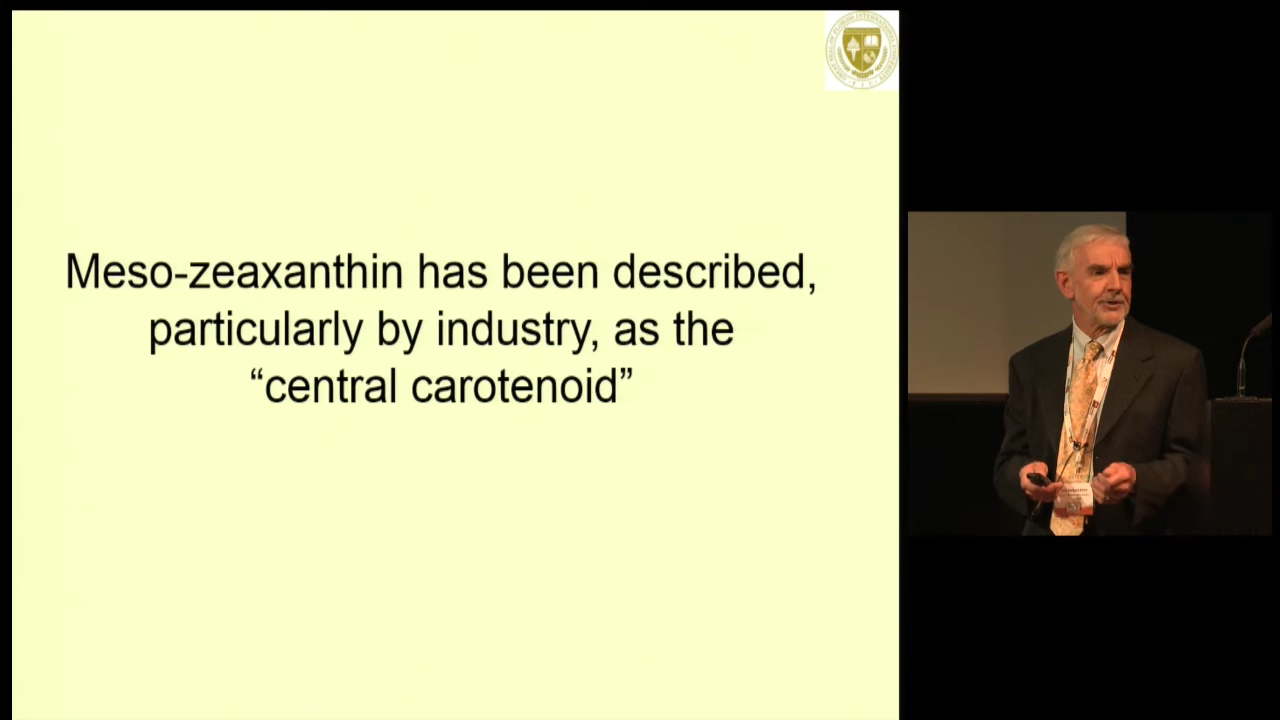 Meso-zeaxanthin has been described,
particularly by industry, as the
“central carotenoid”